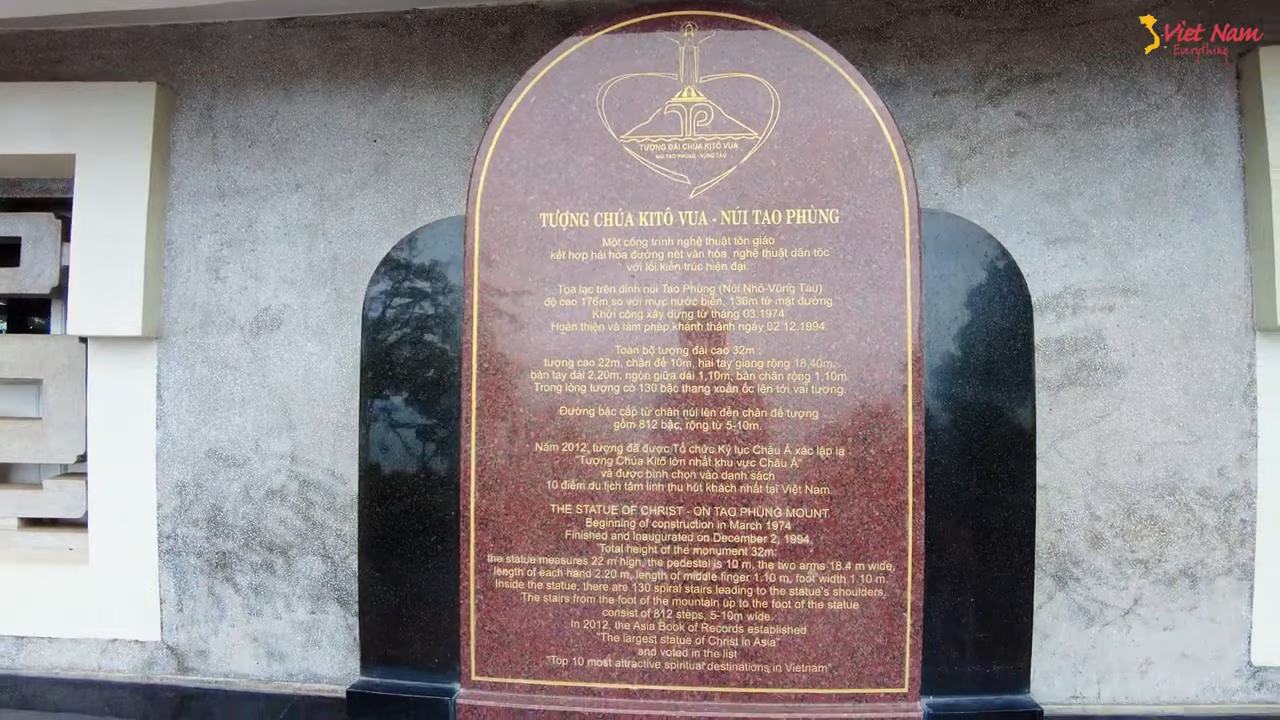 Viet Nam
Everything
TƯỢNG ĐÀI CHÚA KITÔ VUA
NÚI TAO PHÙNG - VŨNG TÀU
TƯỢNG CHÚA KITÔ VUA - NÚI TAO PHÙNG
Một công trình nghệ thuật tôn giáo
kết hợp hài hòa đường nét văn hóa, nghệ thuật dân tộc
với lối kiến trúc hiện đại.
Tọa lạc trên đỉnh núi Tao Phùng (Núi Nhỏ-Vũng Tàu)
độ cao 176m so với mực nước biển, 136m từ mặt đường.
Khởi công xây dựng từ tháng 03.1974
Hoàn thiện và làm phép khánh thành ngày 02.12.1994.
Toàn bộ tượng đài cao 32m :
tượng cao 22m, chân đế 10m, hai tay giang rộng 18,40m,
bàn tay dài 2,20m, ngón giữa dài 1,10m, bàn chân rộng 1,10m.
Trong lòng tượng có 130 bậc thang xoắn ốc lên tới vai tượng.
Đường bậc cấp từ chân núi lên đến chân đế tượng
gồm 812 bậc, rộng từ 5-10m.
Năm 2012, tượng đã được Tổ chức Kỷ lục Châu Á xác lập là
"Tượng Chúa Kitô lớn nhất khu vực Châu Á"
và được bình chọn vào danh sách
10 điểm du lịch tâm linh thu hút khách nhất tại Việt Nam.
THE STATUE OF CHRIST - ON TAO PHÙNG MOUNT
Beginning of construction in March 1974
Finished and inaugurated on December 2, 1994.
Total height of the monument 32m:
the statue measures 22 m high, the pedestal is 10 m, the two arms 18.4 m wide,
length of each hand 2.20 m, length of middle finger 1.10 m, foot width 1.10 m.
Inside the statue, there are 130 spiral stairs leading to the statue's shoulders.
The stairs from the foot of the mountain up to the foot of the statue
consist of 812 steps, 5-10m wide.
In 2012, the Asia Book of Records established
"The largest statue of Christ in Asia"
and voted in the list
"Top 10 most attractive spiritual destinations in Vietnam".